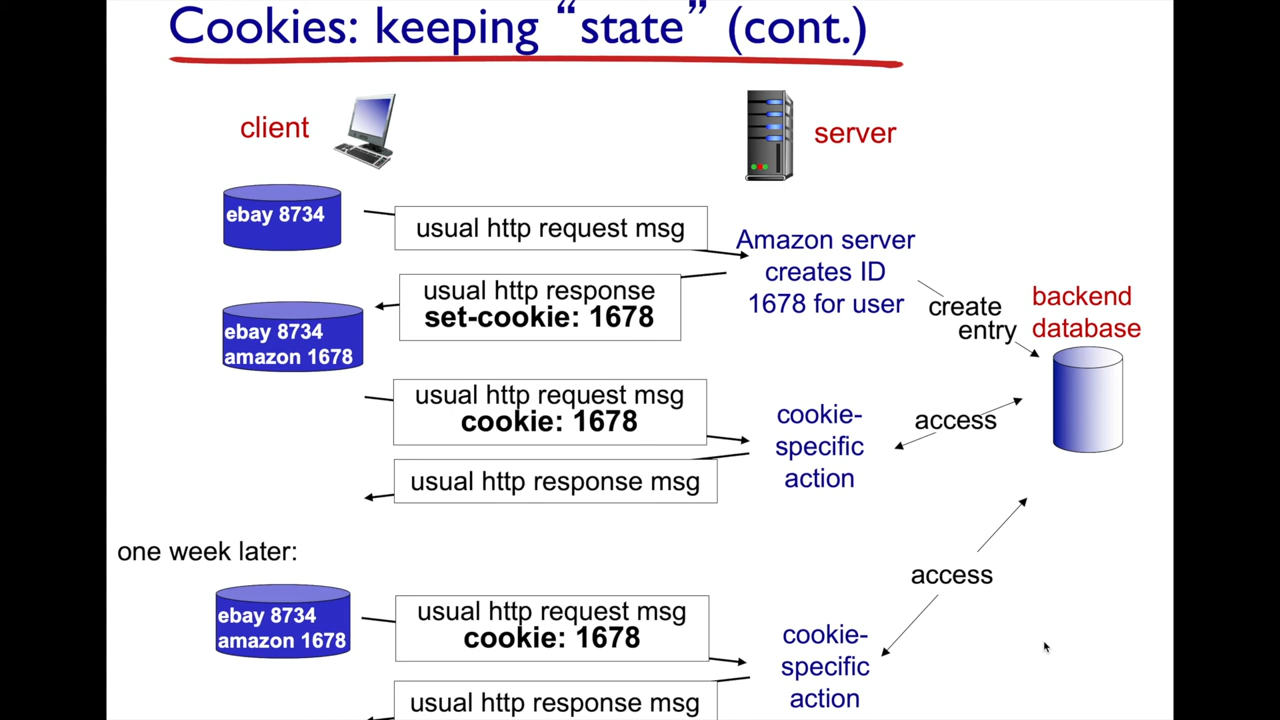 Cookies: keeping “state” (cont.)
client
server
ebay 8734
usual http request msg
Amazon server
creates ID
1678 for user
usual http response
set-cookie: 1678
create
entry
backend
database
ebay 8734
amazon 1678
usual http request msg
cookie: 1678
cookie-
specific
action
access
usual http response msg
one week later:
access
ebay 8734
amazon 1678
usual http request msg
cookie: 1678
cookie-
specific
action
usual http response msg